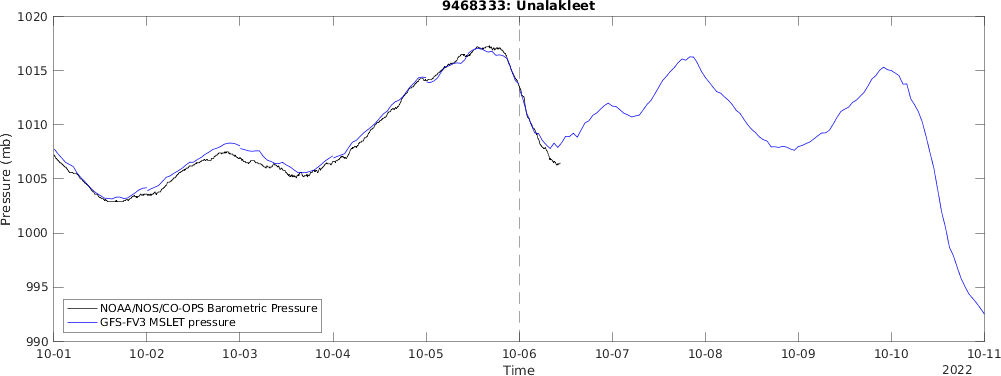 9468333: Unalakleet
1020
1015
1010
1005
1000
995
990
Pressure (mb)
NOAA/NOS/CO-OPS Barometric Pressure
GFS-FV3 MSLET pressure
10-01 10-02 10-03 10-04 10-05 10-06 10-07 10-08 10-09 10-10 10-11
Time
2022